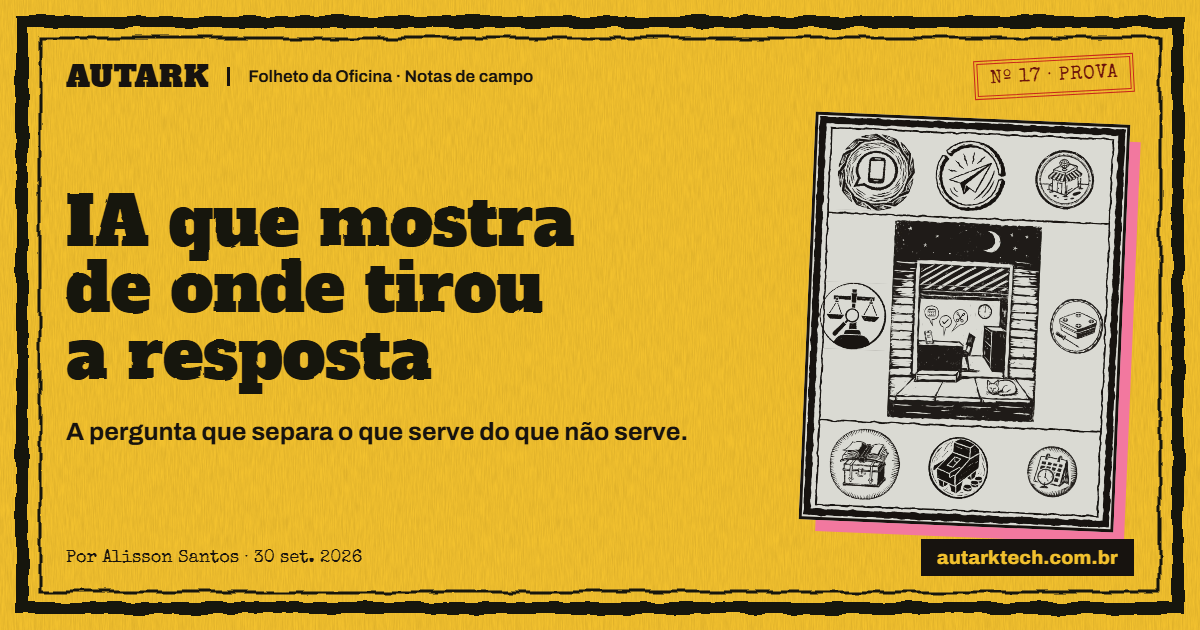 AUTARK
Folheto da Oficina · Notas de campo
Nº 17 · PROVA
IA que mostra
de onde tirou
a resposta
A pergunta que separa o que serve do que não serve.
Por Alisson Santos · 30 set. 2026
autarktech.com.br